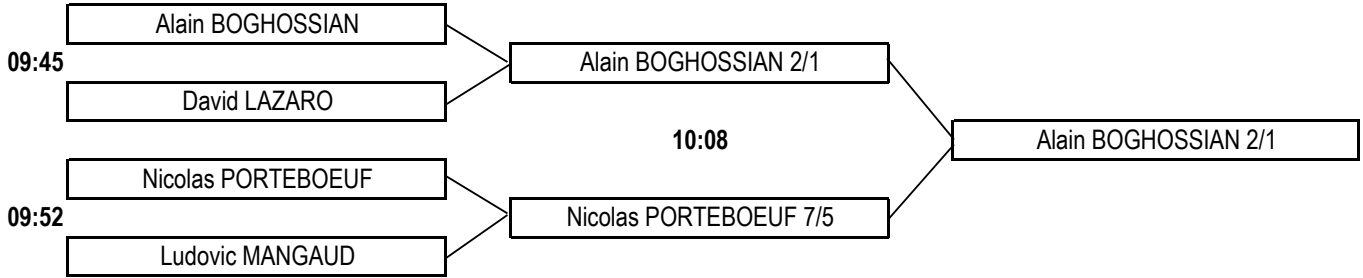 Alain BOGHOSSIAN
09:45
Alain BOGHOSSIAN 2/1
David LAZARO
10:08
Alain BOGHOSSIAN 2/1
Nicolas PORTEBOEUF
09:52
Nicolas PORTEBOEUF 7/5
Ludovic MANGAUD